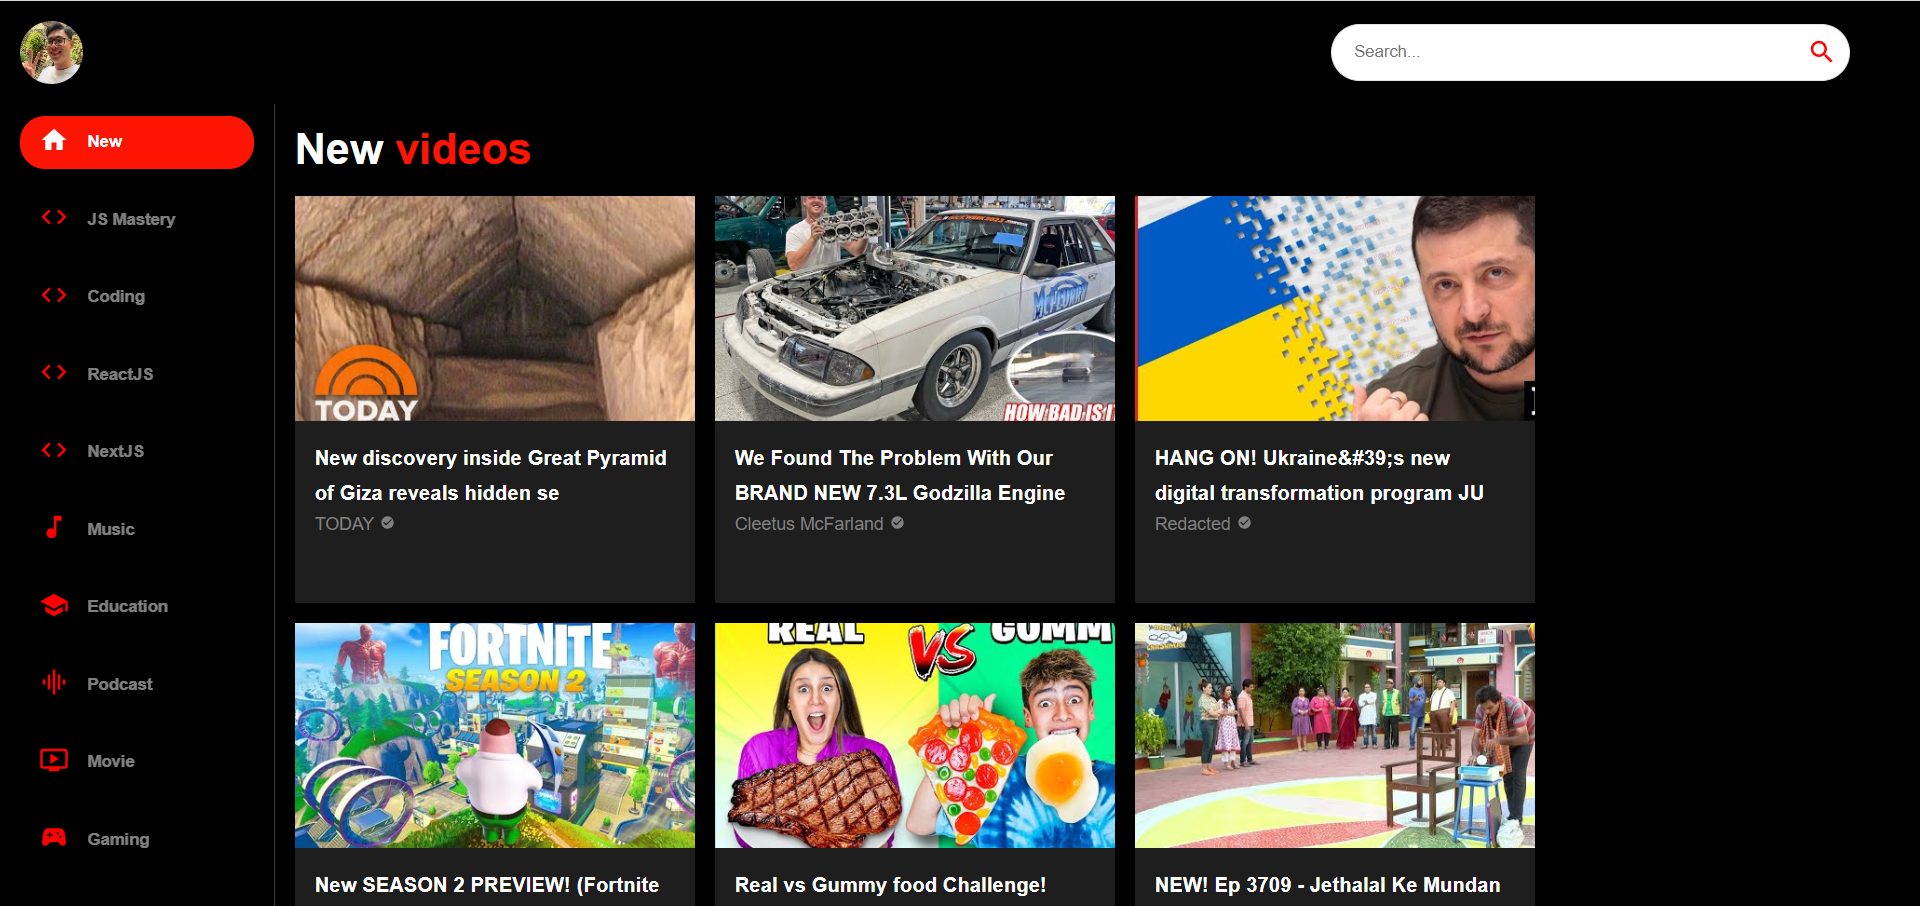 Search...
New
JS Mastery
Coding
ReactJS
NextJS
Music
Education
Podcast
Movie
Gaming
New videos
TODAY
McFLURRY
HOW BAD IS IT
New discovery inside Great Pyramid
of Giza reveals hidden se
TODAY
We Found The Problem With Our
BRAND NEW 7.3L Godzilla Engine
Cleetus McFarland
HANG ON! Ukraine&#39;s new
digital transformation program JU
Redacted
FORTNITE
SEASON 2
REAL
VS
GUMM
New SEASON 2 PREVIEW! (Fortnite
Real vs Gummy food Challenge!
NEW! Ep 3709 - Jethalal Ke Mundan